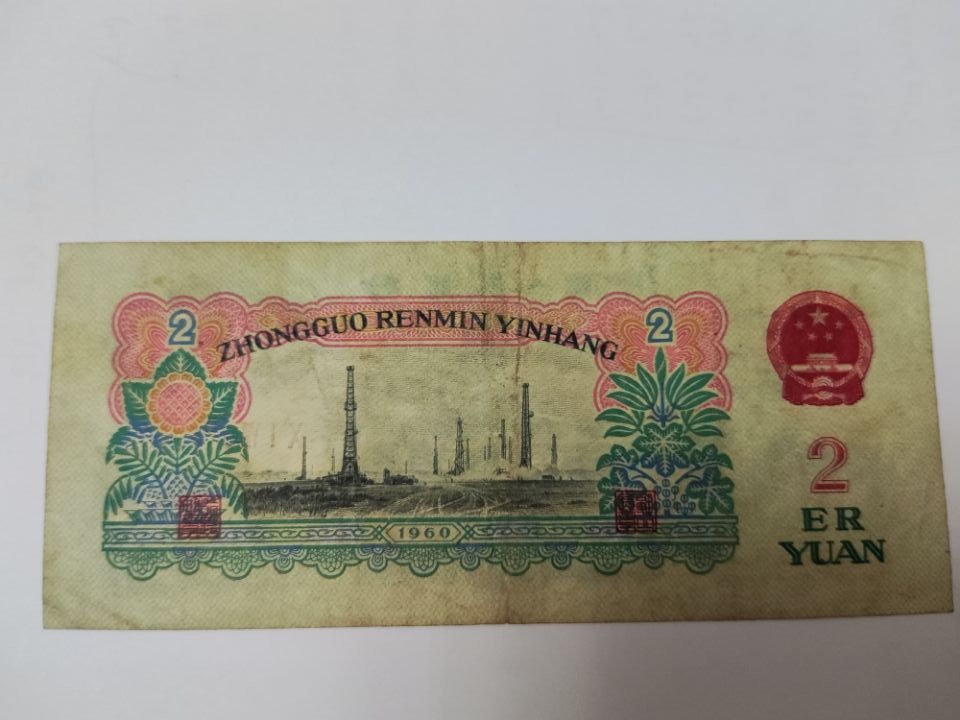 2
2
ZHONGGUO RENMIN YINHANG
1960
2
ER
YUAN